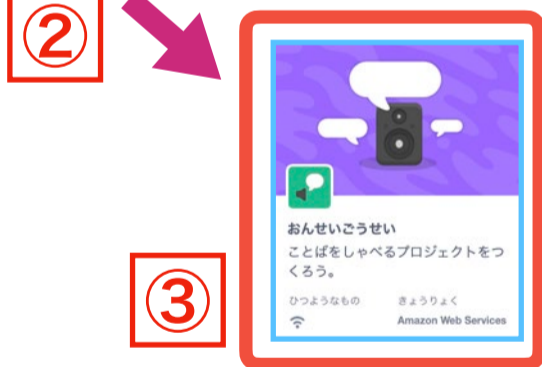 ②
おんせいごうせい
ことばをしゃべるプロジェクトをつ
くろう。
③
ひつようなもの
きょうりょく
Amazon Web Services